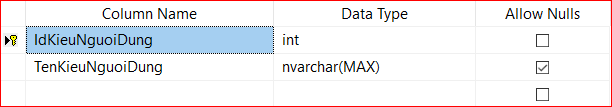 Column Name Data Type Allow Nulls
IdKieuNguoiDung int
TenKieuNguoiDung nvarchar(MAX)